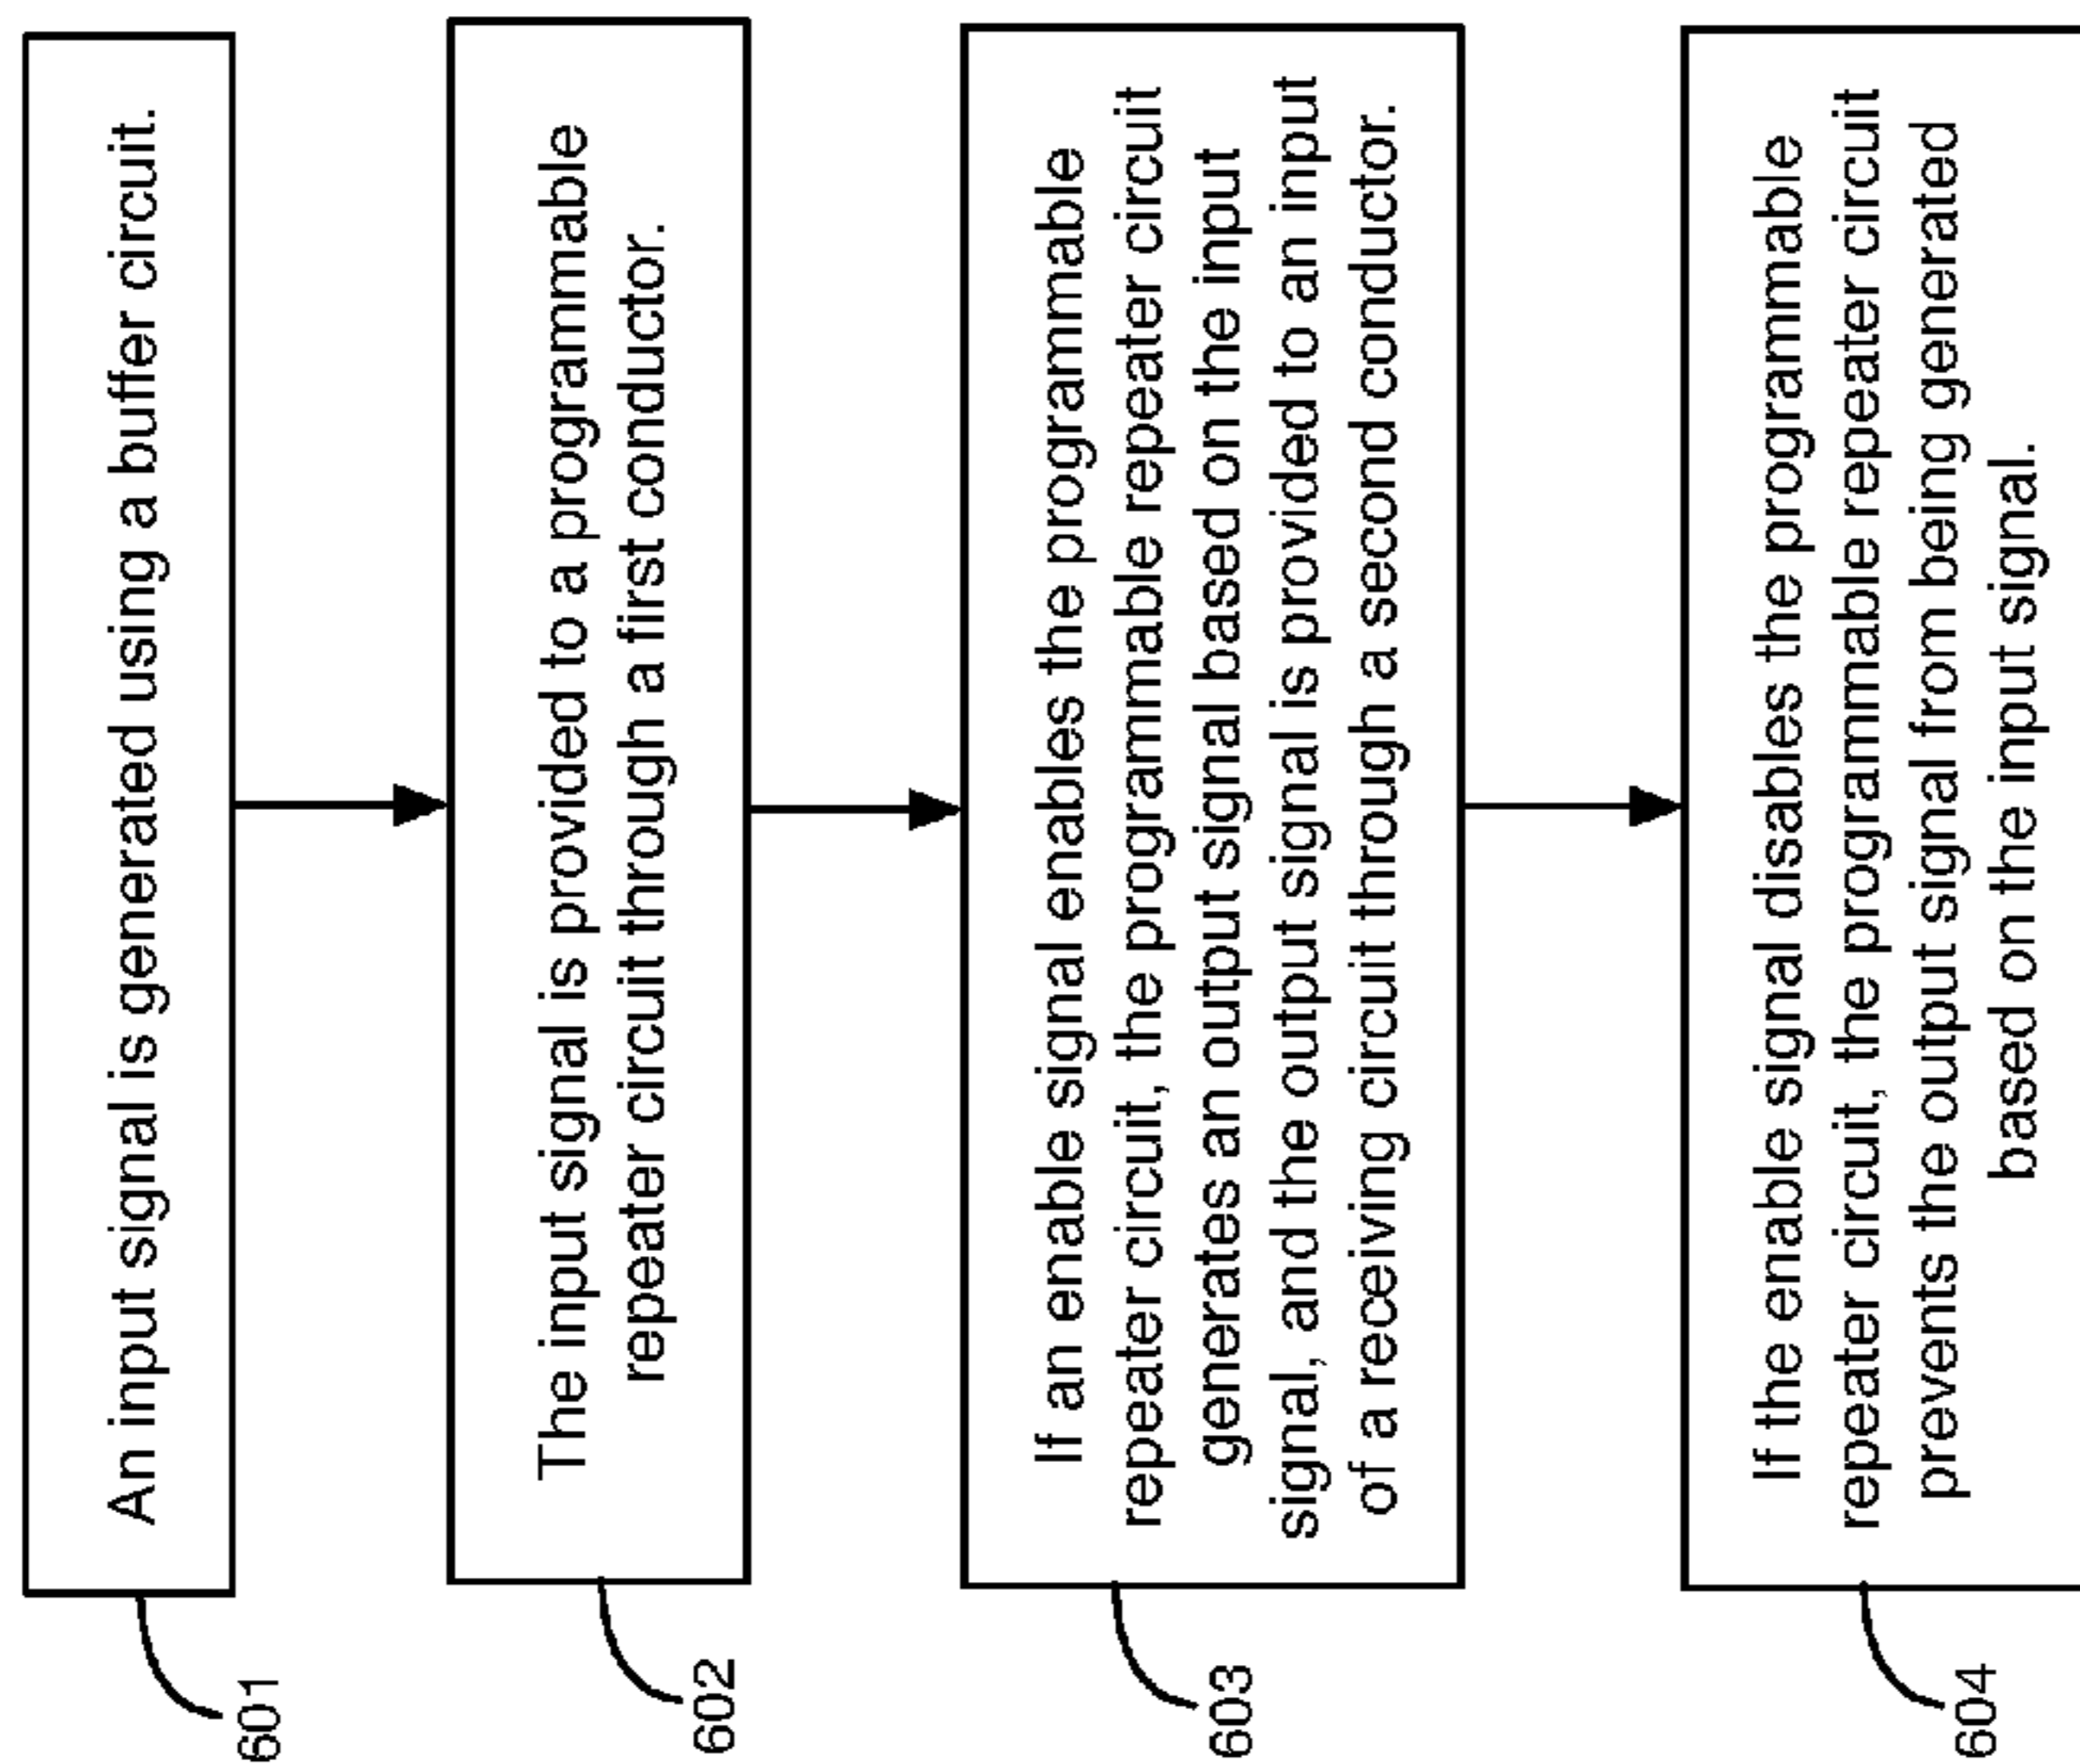 601
An input signal is generated using a buffer circuit.
602
The input signal is provided to a programmable
repeater circuit through a first conductor.
603
If an enable signal enables the programmable
repeater circuit, the programmable repeater circuit
generates an output signal based on the input
signal, and the output signal is provided to an input
of a receiving circuit through a second conductor.
604
If the enable signal disables the programmable
repeater circuit, the programmable repeater circuit
prevents the output signal from being generated
based on the input signal.